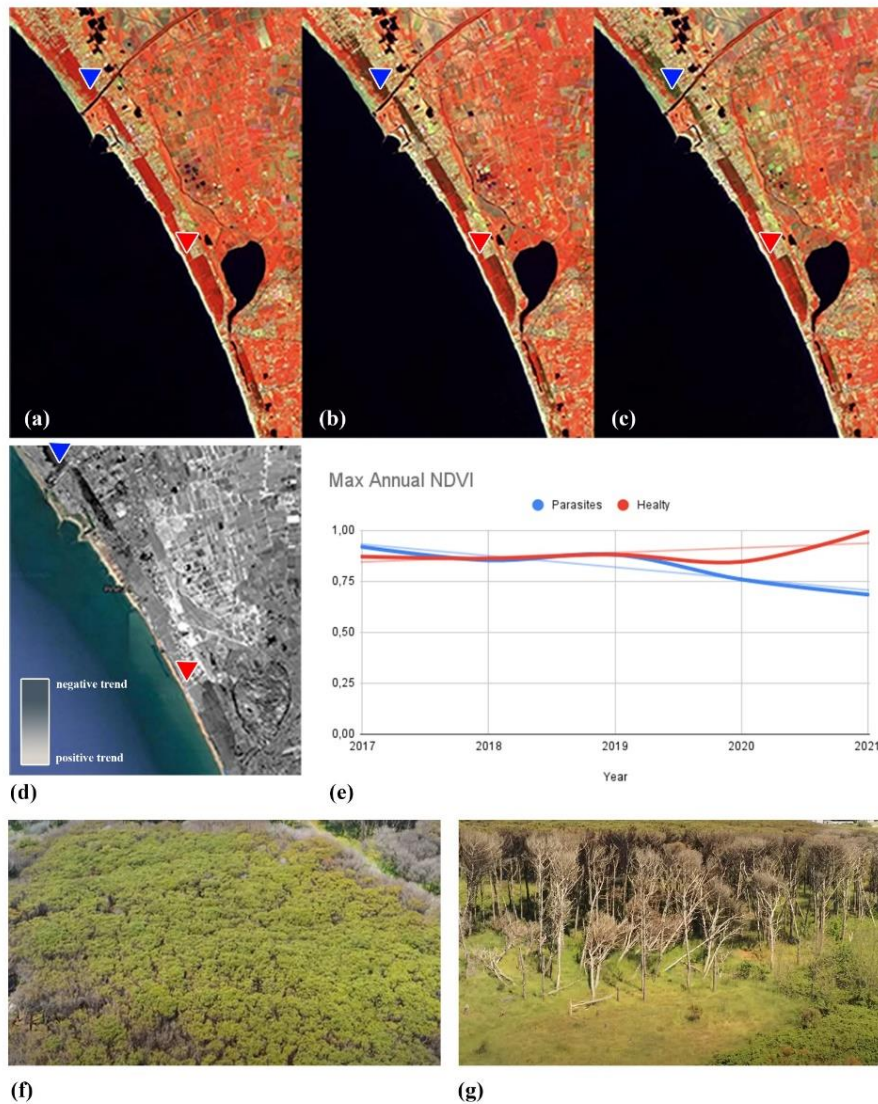 (a)
(b)
(c)
negative trend
positive trend
(d)
Max Annual NDVI
Parasites
Healty
1,00
0,75
0,50
0,25
0,00
2017
2018
2019
2020
2021
Year
(e)
(f)
(g)